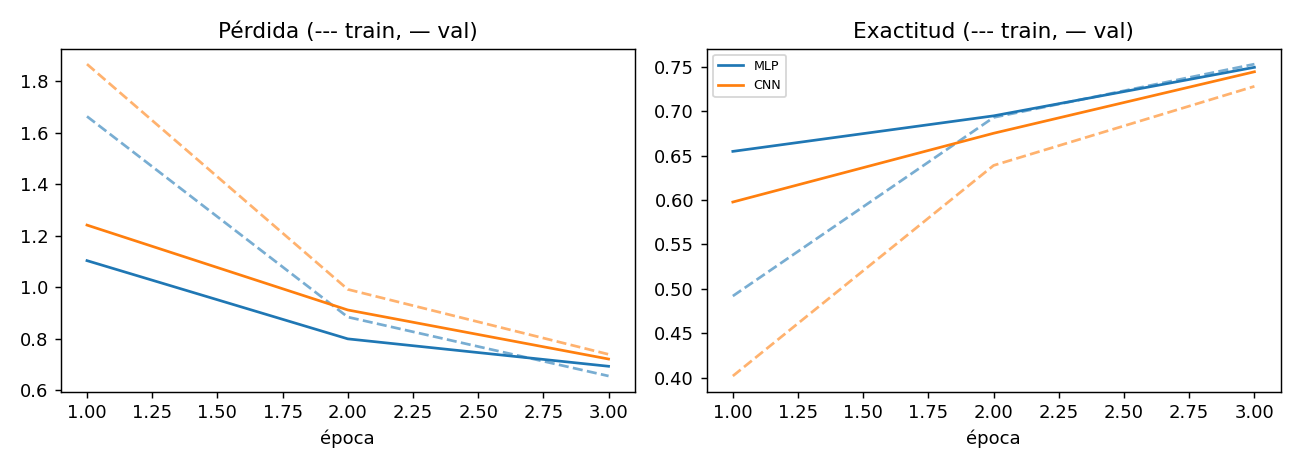 Pérdida (--- train, — val)
1.8
1.6
1.4
1.2
1.0
0.8
0.6
1.00 1.25 1.50 1.75 2.00 2.25 2.50 2.75 3.00
época
Exactitud (--- train, — val)
MLP
CNN
0.75
0.70
0.65
0.60
0.55
0.50
0.45
0.40
1.00 1.25 1.50 1.75 2.00 2.25 2.50 2.75 3.00
época